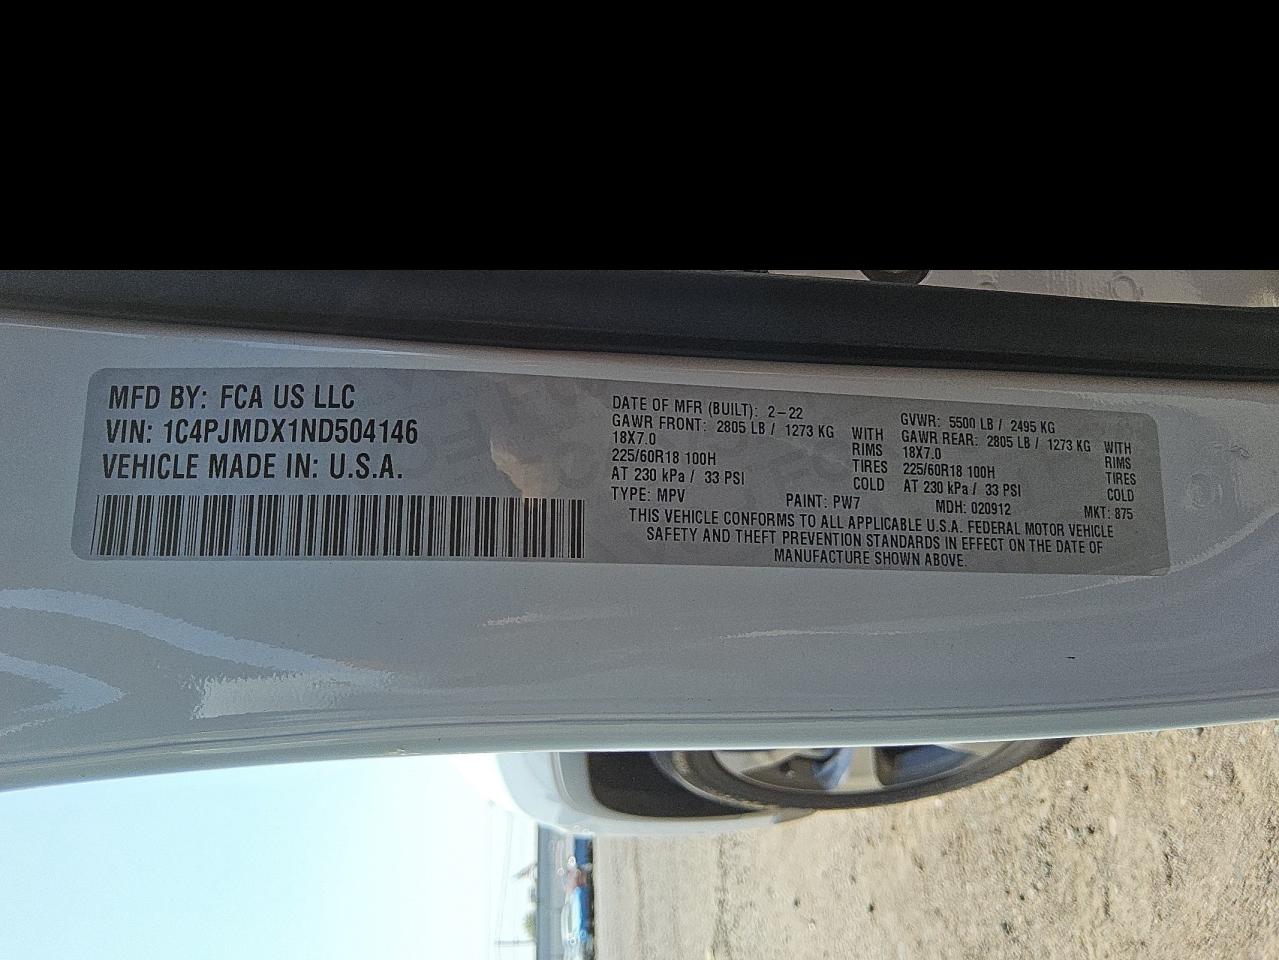 MFD BY: FCA US LLC
VIN: 1C4PJMDX1ND504146
VEHICLE MADE IN: U.S.A.
DATE OF MFR (BUILT): 2-22
GAWR FRONT: 2805 LB / 1273 KG WITH
18X7.0 RIMS
225/60R18 100H TIRES
AT 230 kPa / 33 PSI COLD
GVWR: 5500 LB / 2495 KG
GAWR REAR: 2805 LB / 1273 KG WITH
18X7.0 RIMS
225/60R18 100H TIRES
AT 230 kPa / 33 PSI COLD
TYPE: MPV PAINT: PW7 MDH: 020912 MKT: 875
THIS VEHICLE CONFORMS TO ALL APPLICABLE U.S.A. FEDERAL MOTOR VEHICLE
SAFETY AND THEFT PREVENTION STANDARDS IN EFFECT ON THE DATE OF
MANUFACTURE SHOWN ABOVE.